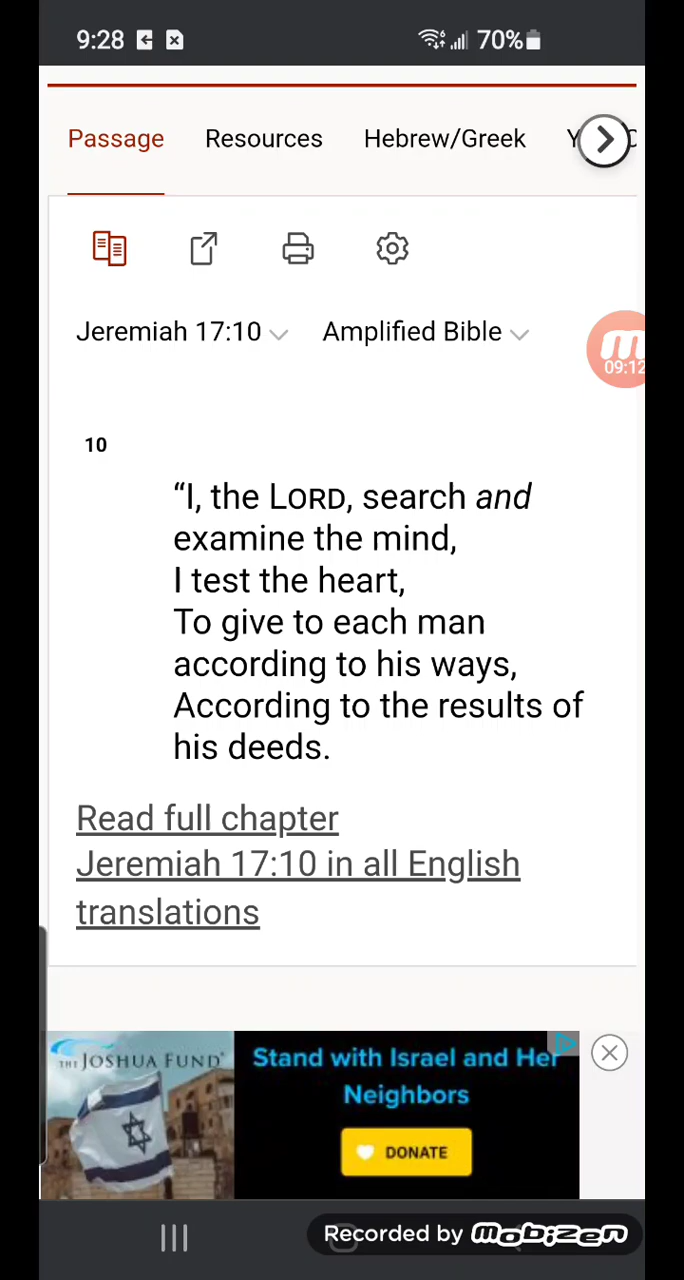 9:28
70%
Passage Resources Hebrew/Greek Y
Jeremiah 17:10 Amplified Bible
09:12
10
“I, the LORD, search and
examine the mind,
I test the heart,
To give to each man
according to his ways,
According to the results of
his deeds.
Read full chapter
Jeremiah 17:10 in all English
translations
THE JOSHUA FUND
Stand with Israel and Her
Neighbors
DONATE
Recorded by mobizen